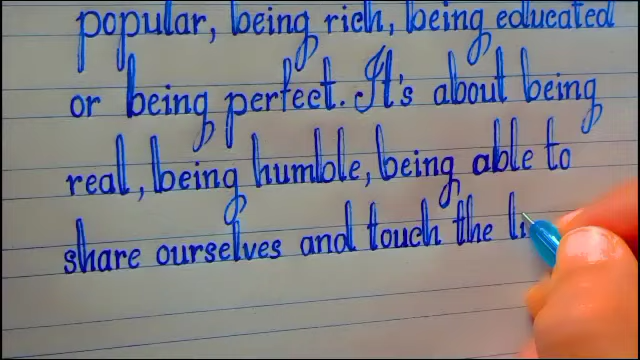 popular, being rich, being educated
or being perfect. It's about being
real, being humble, being able to
share ourselves and touch the li